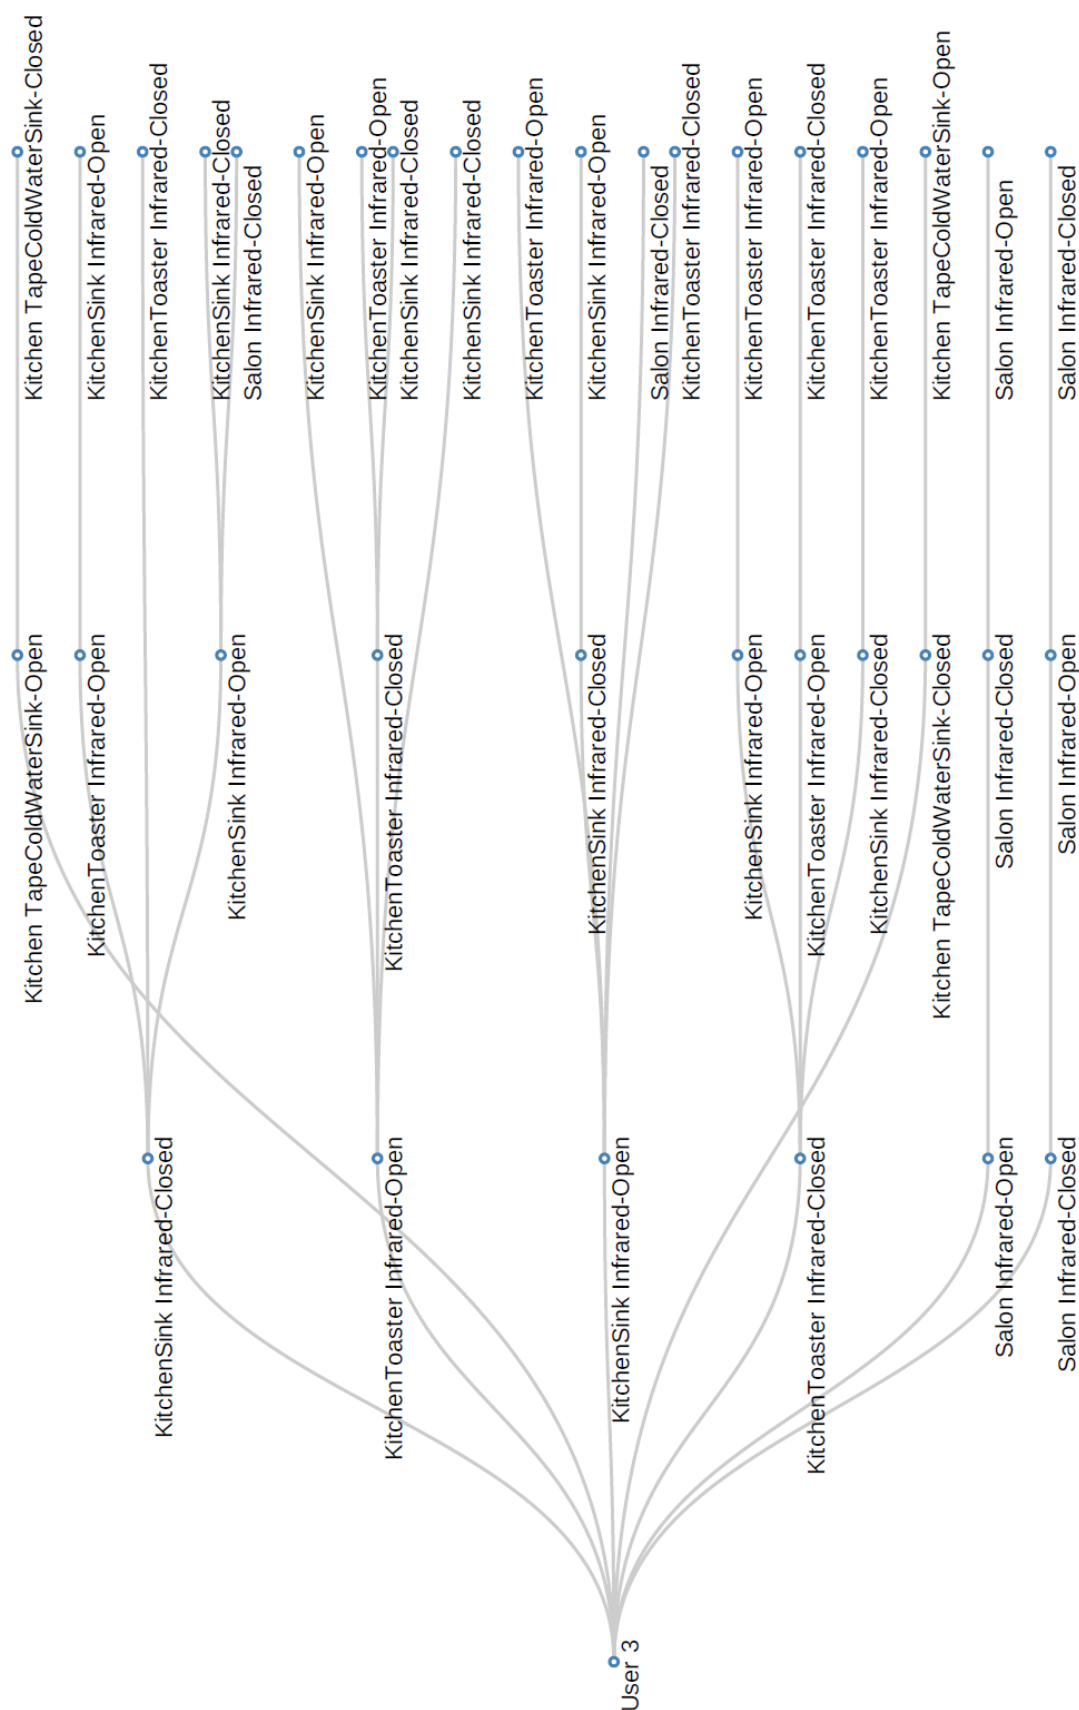 Kitchen TapeColdWaterSink-Closed
KitchenSink Infrared-Open
KitchenToaster Infrared-Closed
KitchenSink Infrared-Closed
Salon Infrared-Closed
KitchenSink Infrared-Open
KitchenToaster Infrared-Open
KitchenSink Infrared-Closed
KitchenSink Infrared-Closed
KitchenToaster Infrared-Open
KitchenSink Infrared-Open
Salon Infrared-Closed
KitchenToaster Infrared-Closed
KitchenToaster Infrared-Open
KitchenToaster Infrared-Closed
KitchenToaster Infrared-Open
Kitchen TapeColdWaterSink-Open
Salon Infrared-Open
Salon Infrared-Closed
Kitchen TapeColdWaterSink-Open
KitchenToaster Infrared-Open
KitchenSink Infrared-Open
KitchenToaster Infrared-Closed
KitchenSink Infrared-Closed
KitchenSink Infrared-Open
KitchenToaster Infrared-Open
KitchenSink Infrared-Closed
Kitchen TapeColdWaterSink-Closed
Salon Infrared-Closed
Salon Infrared-Open
KitchenSink Infrared-Closed
KitchenToaster Infrared-Open
KitchenSink Infrared-Open
KitchenToaster Infrared-Closed
Salon Infrared-Open
Salon Infrared-Closed
User 3